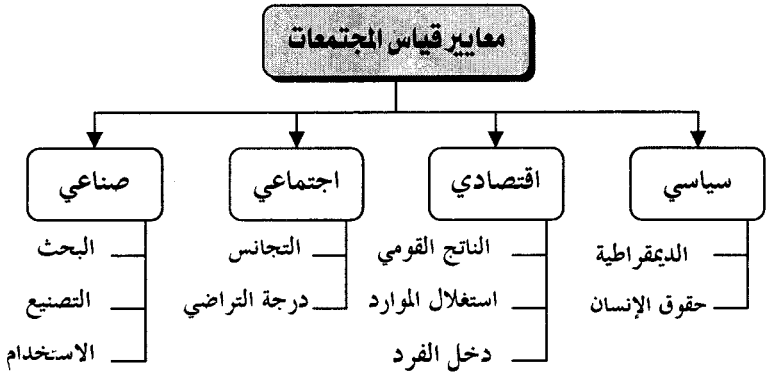 معايير قياس المجتمعات
سياسي
الديمقراطية
حقوق الإنسان
اقتصادي
الناتج القومي
استغلال الموارد
دخل الفرد
اجتماعي
التجانس
درجة التراضي
صناعي
البحث
التصنيع
الاستخدام